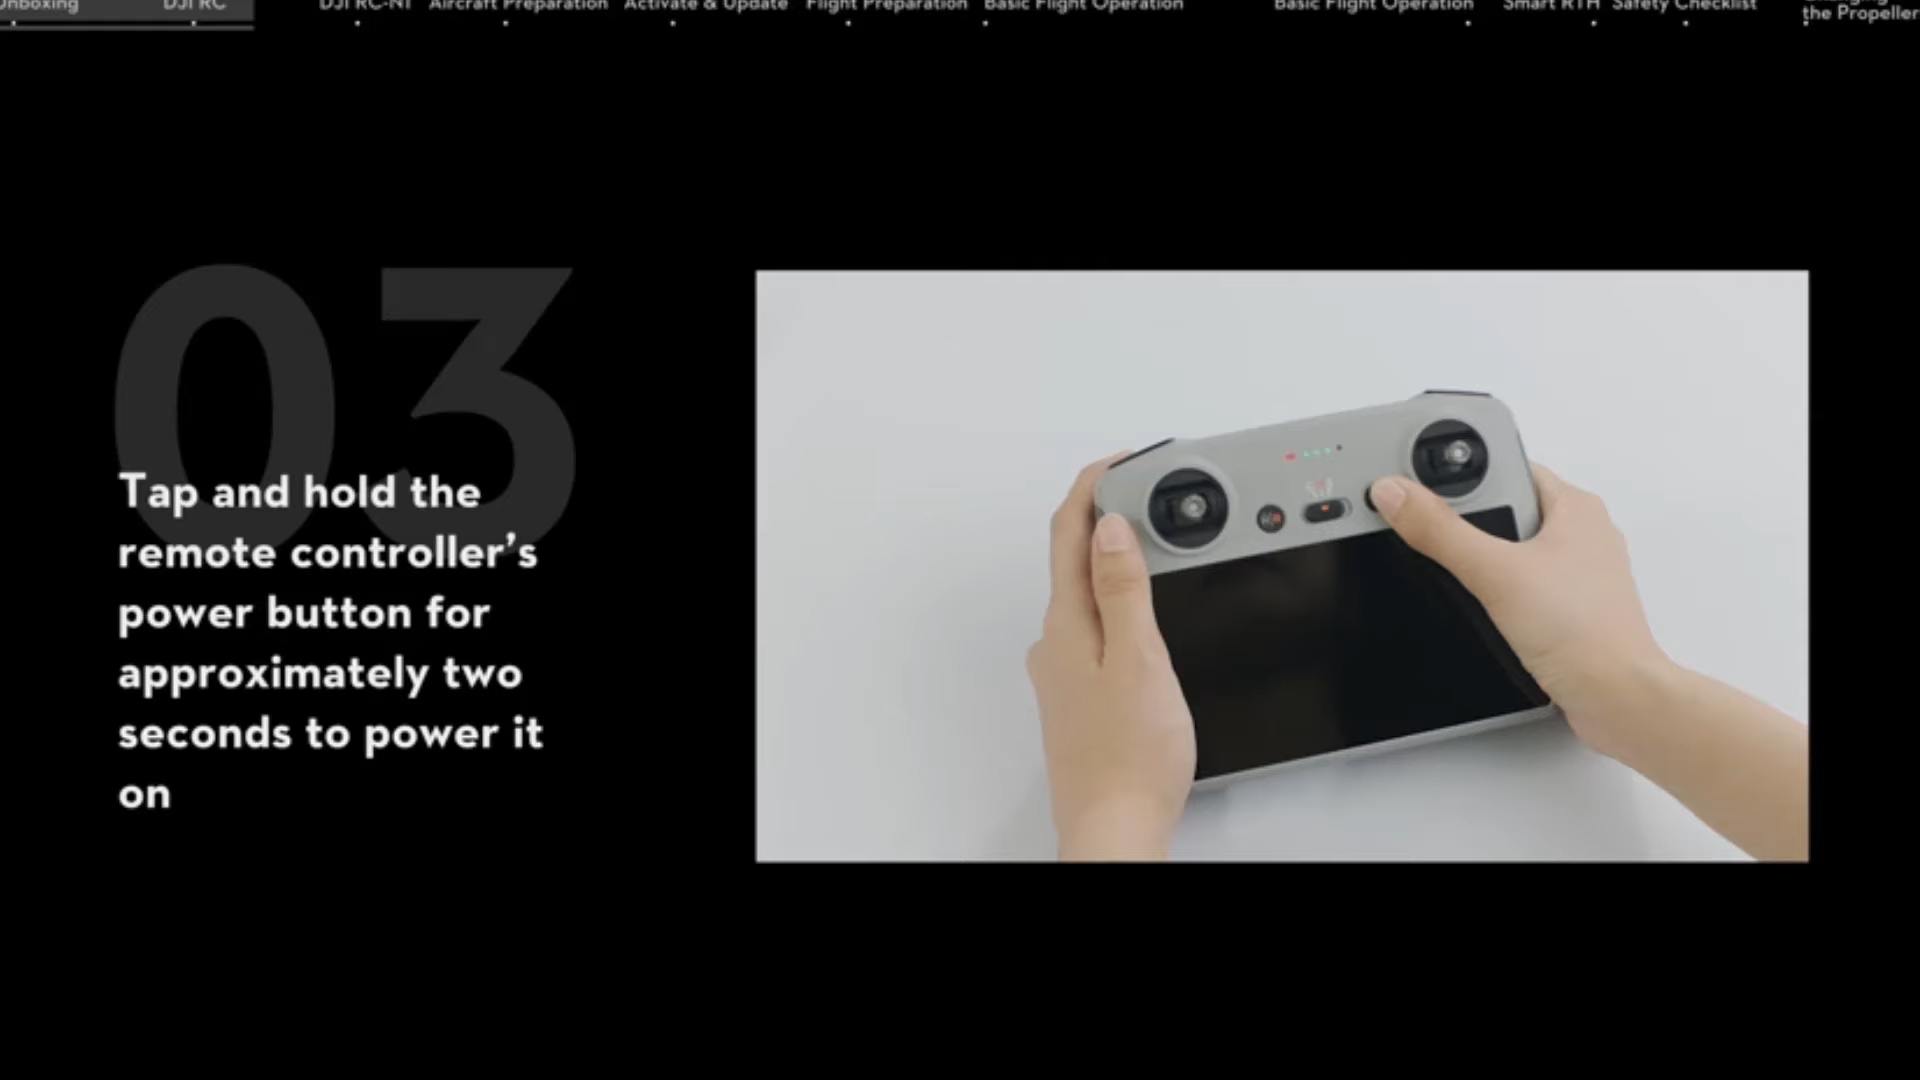 Unboxing
DJI RC
DJI RC-N1
Aircraft Preparation
Activate & Update
Flight Preparation
Basic Flight Operation
Basic Flight Operation
Smart RTH
Safety Checklist
Changing
the Propellers
03
Tap and hold the
remote controller’s
power button for
approximately two
seconds to power it
on